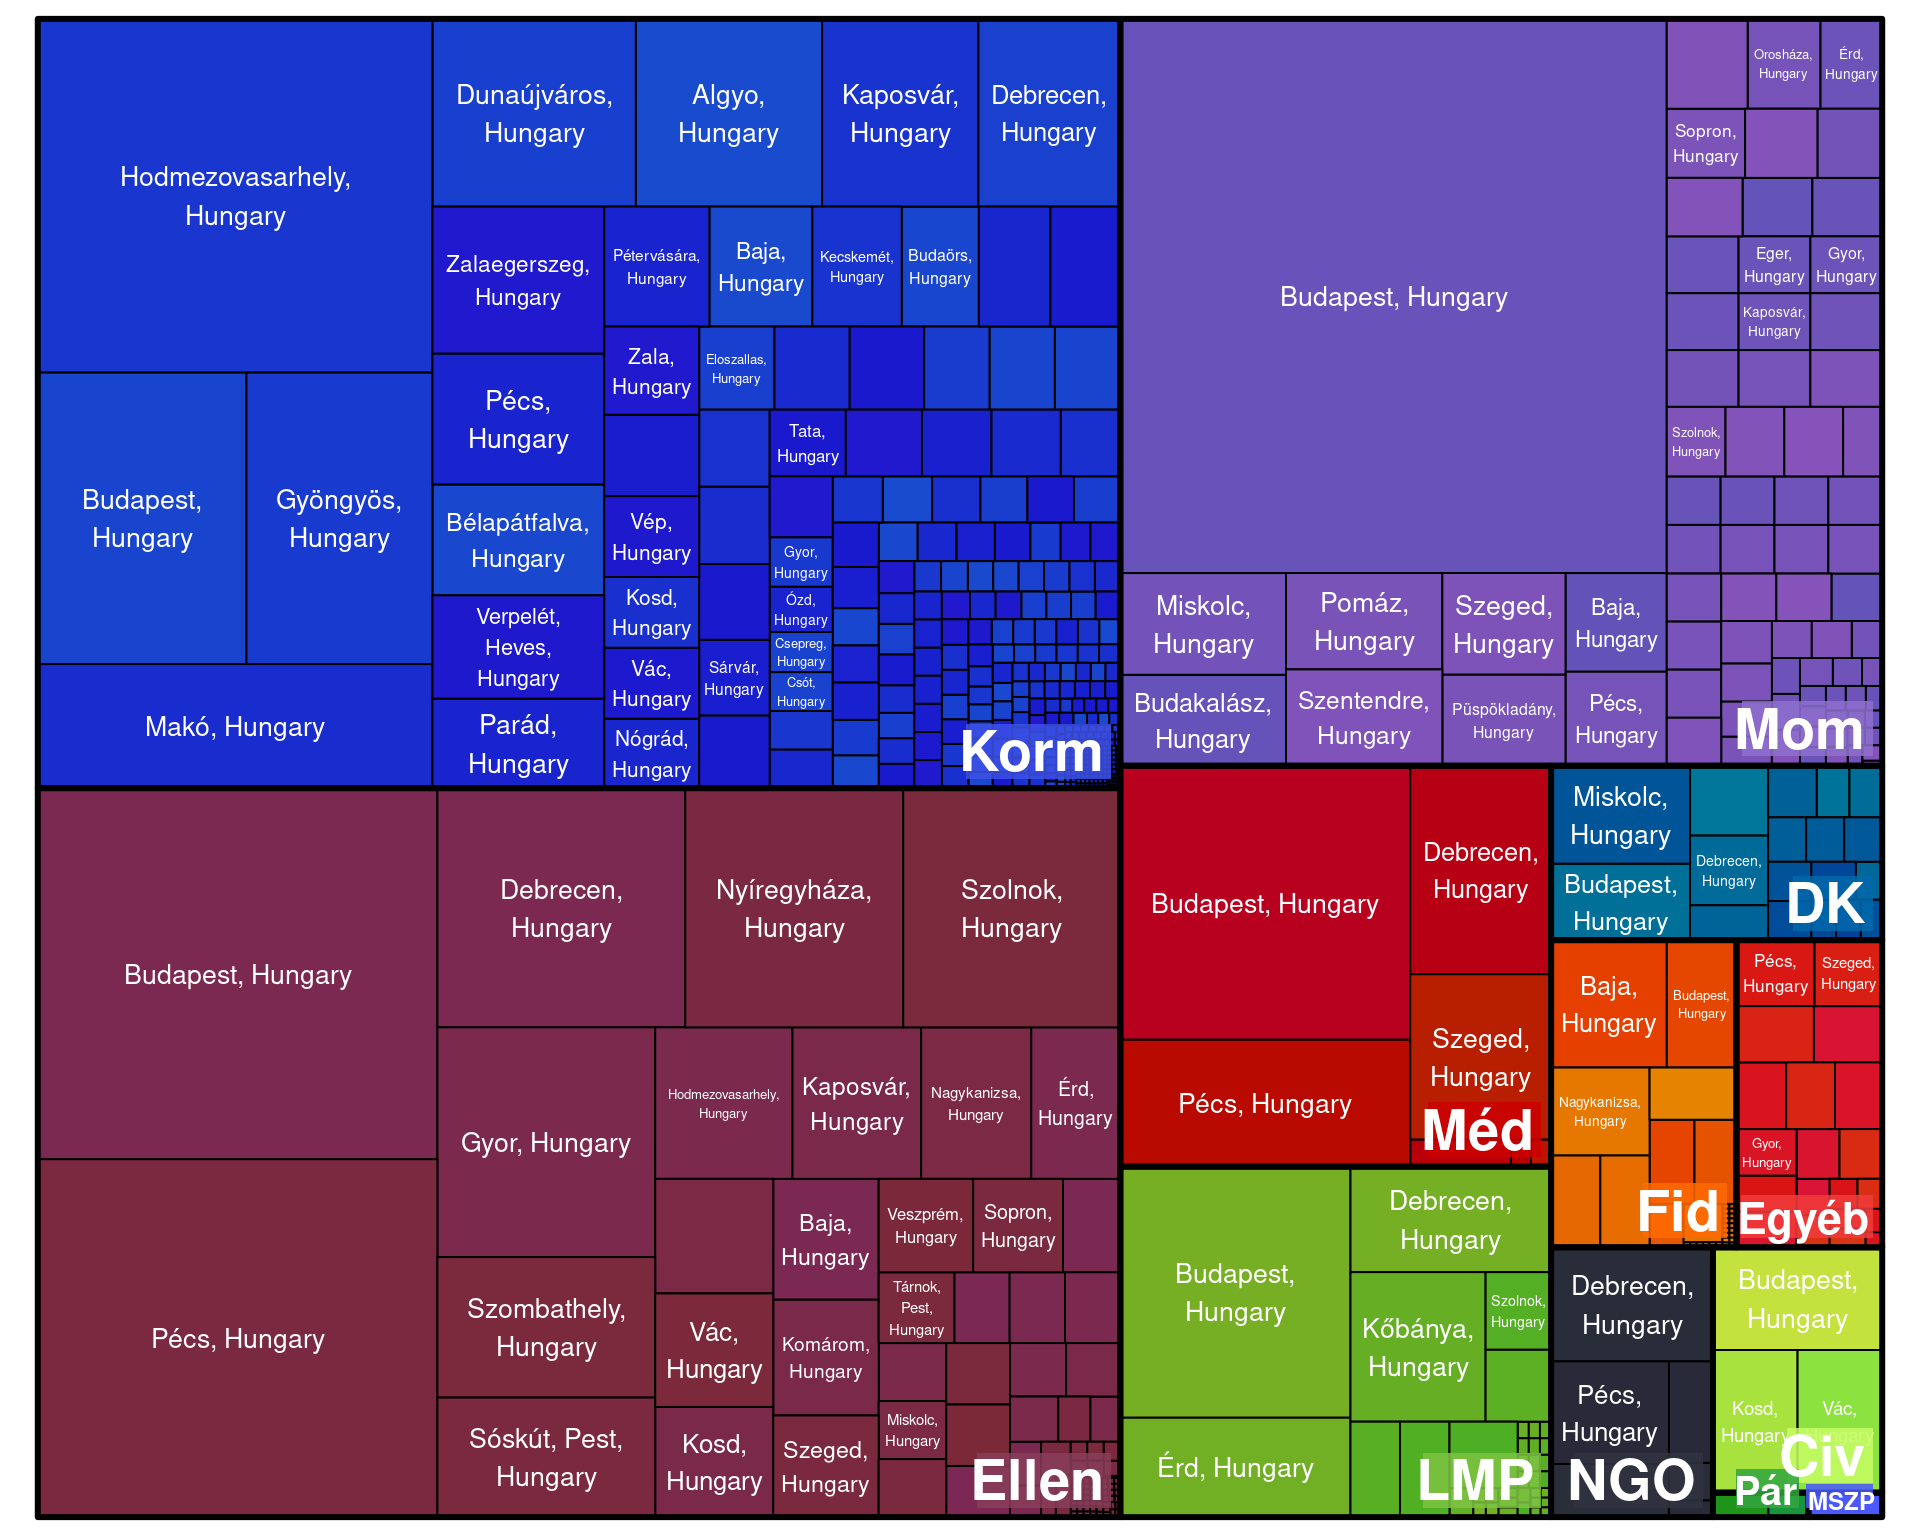 Hodmezovasarhely,
Hungary
Dunaújváros,
Hungary
Algyo,
Hungary
Kaposvár,
Hungary
Debrecen,
Hungary
Zalaegerszeg,
Hungary
Pétervására,
Hungary
Baja,
Hungary
Kecskemét,
Hungary
Budaörs,
Hungary
Zala,
Hungary
Eloszallas,
Hungary
Pécs,
Hungary
Tata,
Hungary
Budapest,
Hungary
Gyöngyös,
Hungary
Bélapátfalva,
Hungary
Vép,
Hungary
Gyor,
Hungary
Ózd,
Hungary
Verpelét,
Heves,
Hungary
Kosd,
Hungary
Csepreg,
Hungary
Vác,
Hungary
Sárvár,
Hungary
Csót,
Hungary
Makó, Hungary
Parád,
Hungary
Nógrád,
Hungary
Korm
Budapest, Hungary
Orosháza,
Hungary
Érd,
Hungary
Sopron,
Hungary
Eger,
Hungary
Gyor,
Hungary
Kaposvár,
Hungary
Szolnok,
Hungary
Miskolc,
Hungary
Pomáz,
Hungary
Szeged,
Hungary
Baja,
Hungary
Budakalász,
Hungary
Szentendre,
Hungary
Püspökladány,
Hungary
Pécs,
Hungary
Mom
Budapest, Hungary
Debrecen,
Hungary
Nyíregyháza,
Hungary
Szolnok,
Hungary
Gyor, Hungary
Hodmezovasarhely,
Hungary
Kaposvár,
Hungary
Nagykanizsa,
Hungary
Érd,
Hungary
Pécs, Hungary
Baja,
Hungary
Veszprém,
Hungary
Sopron,
Hungary
Szombathely,
Hungary
Vác,
Hungary
Komárom,
Hungary
Tárnok,
Pest,
Hungary
Sóskút, Pest,
Hungary
Kosd,
Hungary
Szeged,
Hungary
Miskolc,
Hungary
Ellen
Budapest, Hungary
Debrecen,
Hungary
Szeged,
Hungary
Pécs, Hungary
Méd
Miskolc,
Hungary
Budapest,
Hungary
Debrecen,
Hungary
DK
Baja,
Hungary
Budapest,
Hungary
Nagykanizsa,
Hungary
Fid
Pécs,
Hungary
Szeged,
Hungary
Gyor,
Hungary
Egyéb
Budapest,
Hungary
Debrecen,
Hungary
Kőbánya,
Hungary
Szolnok,
Hungary
Érd, Hungary
LMP
Debrecen,
Hungary
Pécs,
Hungary
NGO
Budapest,
Hungary
Kosd,
Hungary
Vác,
Hungary
Civ
Pár
MSZP